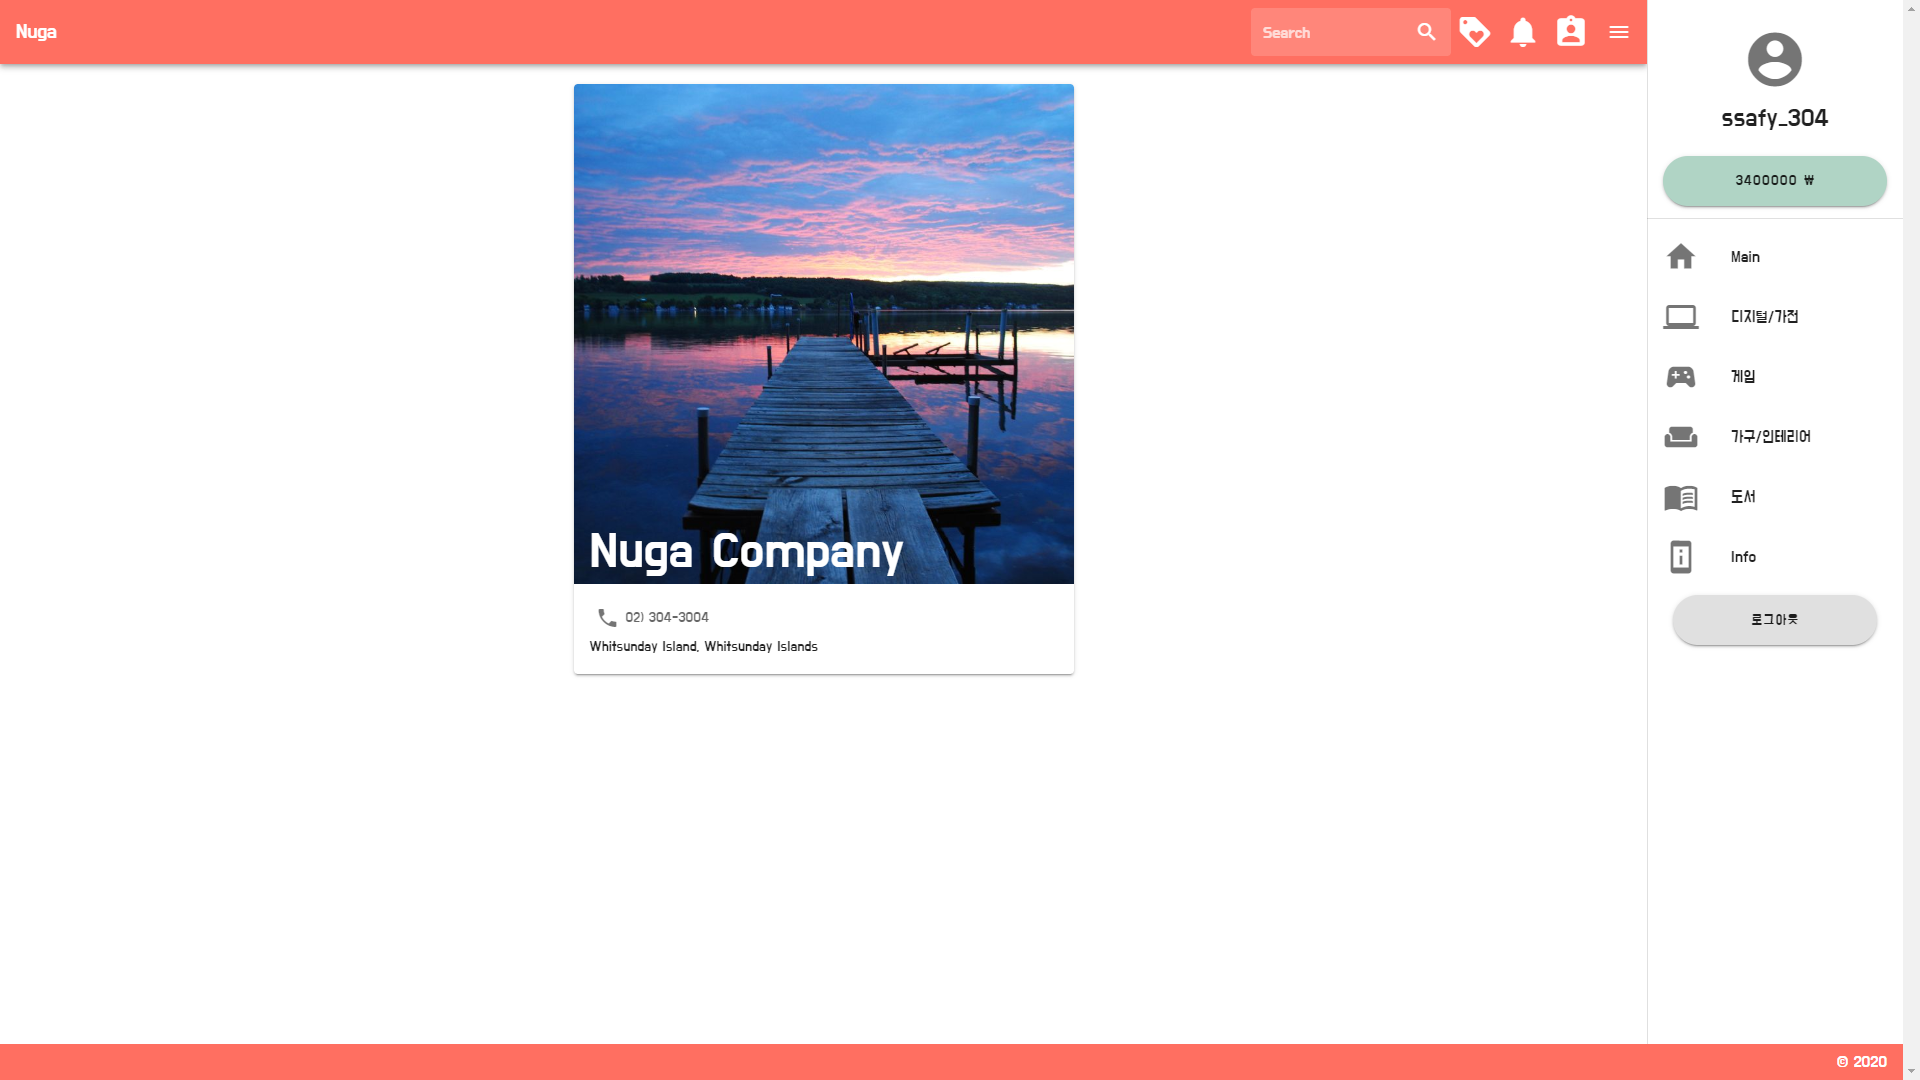 Nuga
Search
ssafy_304
3400000 ₩
Main
디지털/가전
게임
가구/인테리어
도서
Info
로그아웃
Nuga Company
02) 304-3004
Whitsunday Island, Whitsunday Islands
© 2020